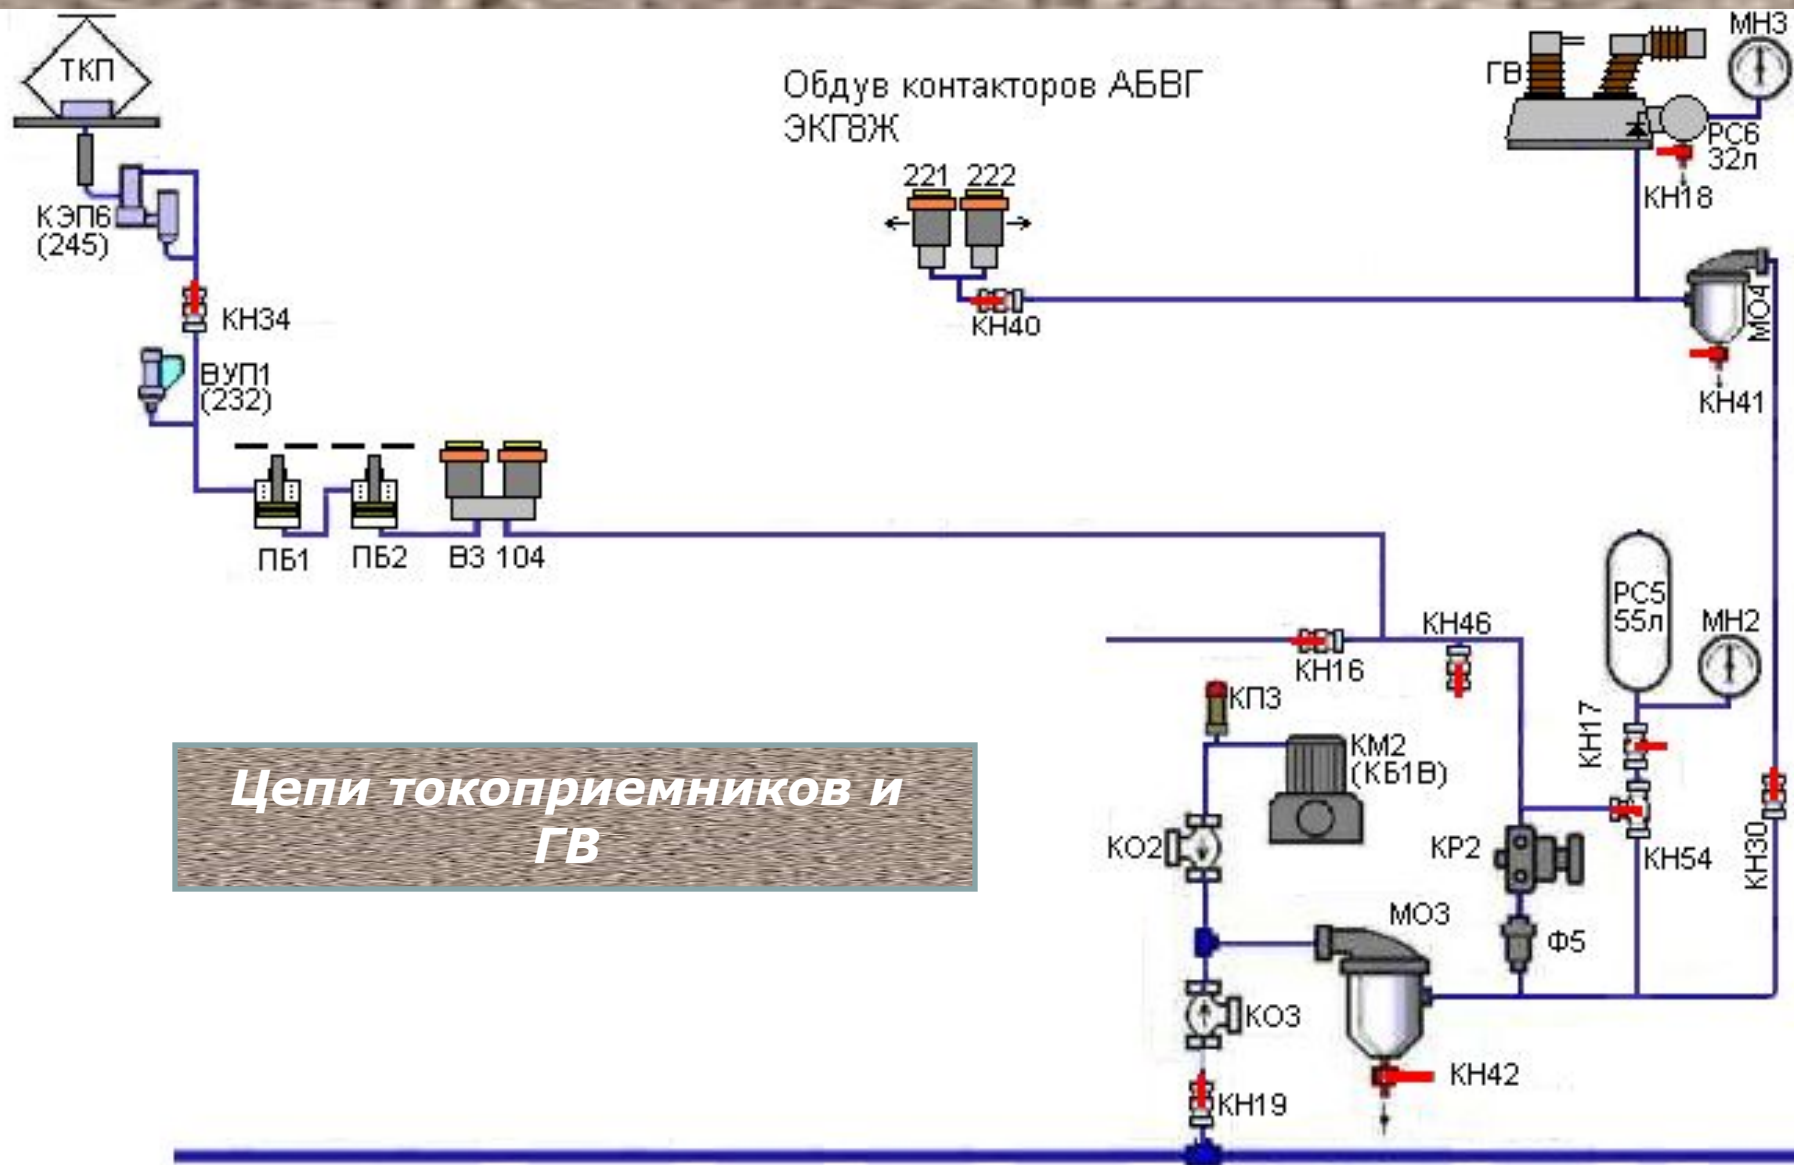 ТКП
КЭП6
(245)
КН34
ВУП1
(232)
ПБ1
ПБ2
ВЗ 104
Обдув контакторов АБВГ
ЭКГ8Ж
221
222
КН40
ГВ
МН3
РС6
32л
КН18
МО4
КН41
РС5
55л
МН2
КН46
КН16
КП3
КН17
КМ2
(КБ1В)
КО2
КР2
КН54
КН30
МО3
Ф5
КО3
КН42
КН19
Цепи токоприемников и
ГВ